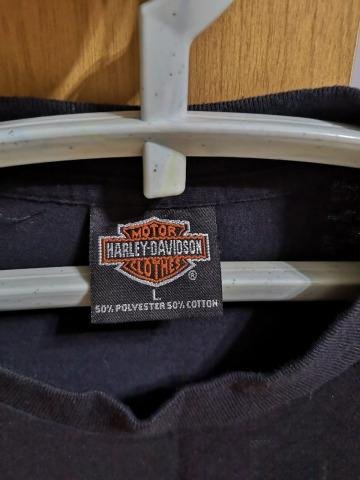 MOTOR
HARLEY-DAVIDSON
CLOTHES
®
L
50% POLYESTER 50% COTTON